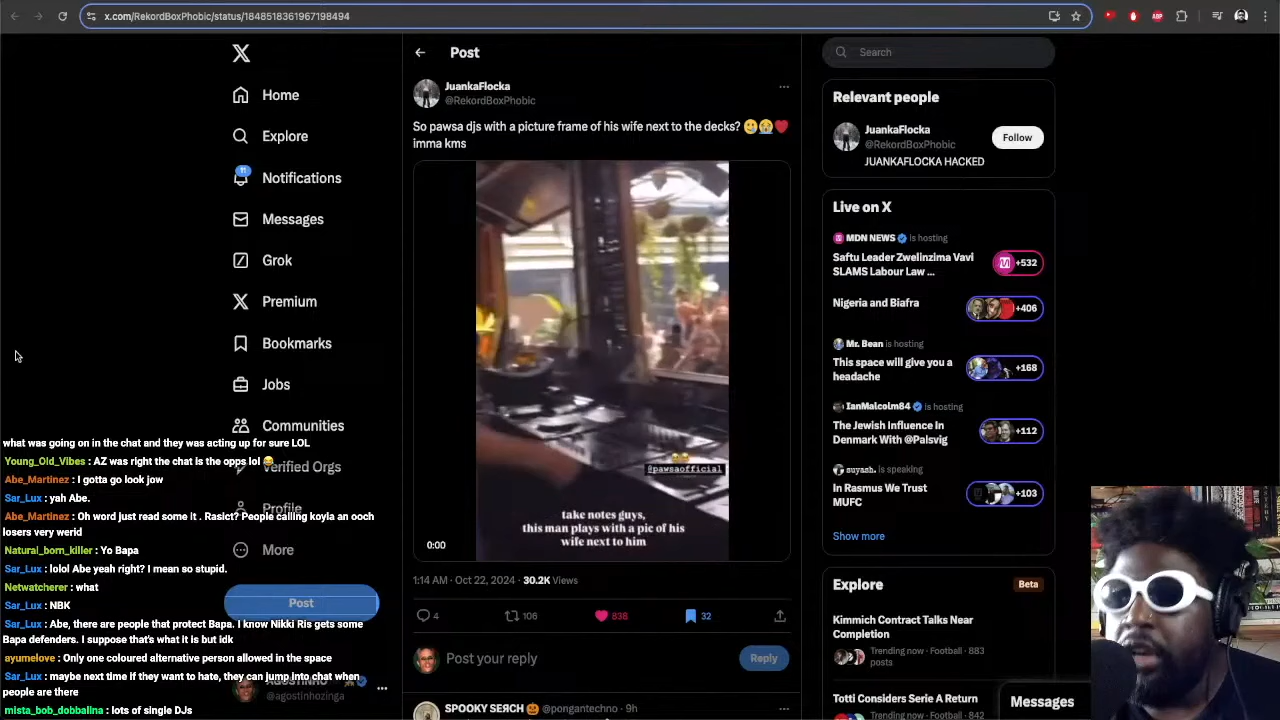 x.com/RekordBoxPhobic/status/1848518361967198494
Home
Explore
11
Notifications
Messages
Grok
Premium
Bookmarks
Jobs
Communities
Verified Orgs
Profile
More
Post
@agostinhozinga
Post
JuankaFlocka
@RekordBoxPhobic
So pawsa djs with a picture frame of his wife next to the decks? 🥲😭❤️
imma kms
@pawsaofficial
take notes guys,
this man plays with a pic of his
wife next to him
0:00
1:14 AM · Oct 22, 2024 · 30.2K Views
4
106
838
32
Post your reply
Reply
SPOOKY SEЯCH 🎃 @pongantechno · 9h
Search
Relevant people
JuankaFlocka
@RekordBoxPhobic
Follow
JUANKAFLOCKA HACKED
Live on X
MDN NEWS is hosting
Saftu Leader Zwelinzima Vavi
SLAMS Labour Law ...
+532
Nigeria and Biafra
+406
Mr. Bean is hosting
This space will give you a
headache
+168
IanMalcolm84 is hosting
The Jewish Influence in
Denmark With @Palsvig
+112
suyash. is speaking
In Rasmus We Trust
MUFC
+103
Show more
Explore
Beta
Kimmich Contract Talks Near
Completion
Trending now · Football · 883
posts
Totti Considers Serie A Return
Trending now · Football · 842
Messages
what was going on in the chat and they was acting up for sure LOL
Young_Old_Vibes: AZ was right the chat is the opps lol 😂
Abe_Martinez: I gotta go look jow
Sar_Lux: yah Abe.
Abe_Martinez: Oh word just read some it . Rasict? People calling koyla an ooch
losers very werid
Natural_born_killer: Yo Bapa
Sar_Lux: lolol Abe yeah right? I mean so stupid.
Netwatcherer: what
Sar_Lux: NBK
Sar_Lux: Abe, there are people that protect Bapa. I know Nikki Ris gets some
Bapa defenders. I suppose that's what it is but idk
ayumelove: Only one coloured alternative person allowed in the space
Sar_Lux: maybe next time if they want to hate, they can jump into chat when
people are there
mista_bob_dobbalina: lots of single DJs